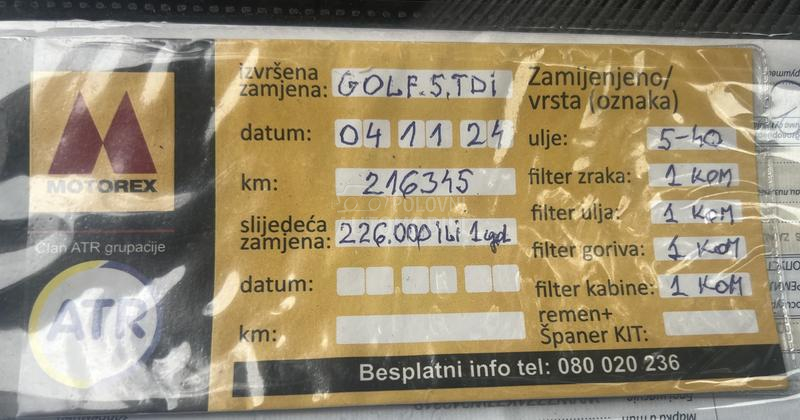 MOTOREX
Član ATR grupacije
ATR
izvršena
zamjena: GOLF.5.TDi
datum: 04 11 24
km: 216345
slijedeća
zamjena: 226.000 ili 1 god
datum:
km:
Zamijenjeno/
vrsta (oznaka)
ulje: 5-40
filter zraka: 1 KOM
filter ulja: 1 KOM
filter goriva: 1 KOM
filter kabine: 1 KOM
remen+
Španer KIT:
Besplatni info tel: 080 020 236